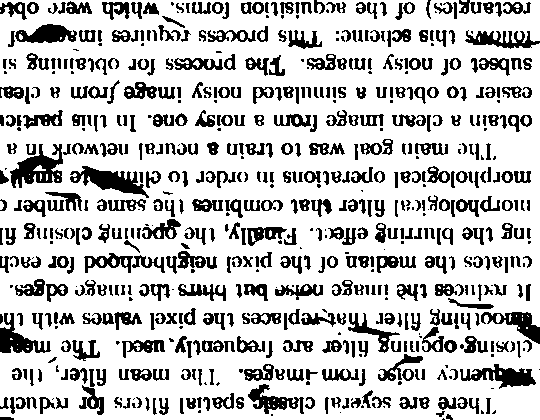 There are several classic spatial filters for reducin
frequency noise from images. The mean filter, the
closing opening filter are frequently used. The mean
smoothing filter that replaces the pixel values with the
It reduces the image noise but blurs the image edges.
culates the median of the pixel neighborhood for each
ing the blurring effect. Finally, the opening closing fil
morphological filter that combines the same number o
morphological operations in order to eliminate small
The main goal was to train a neural network in a
obtain a clean image from a noisy one. In this particu
easier to obtain a simulated noisy image from a clean
subset of noisy images. The process for obtaining si
follows this scheme: This process requires images of
rectangles) of the acquisition forms, which were obta